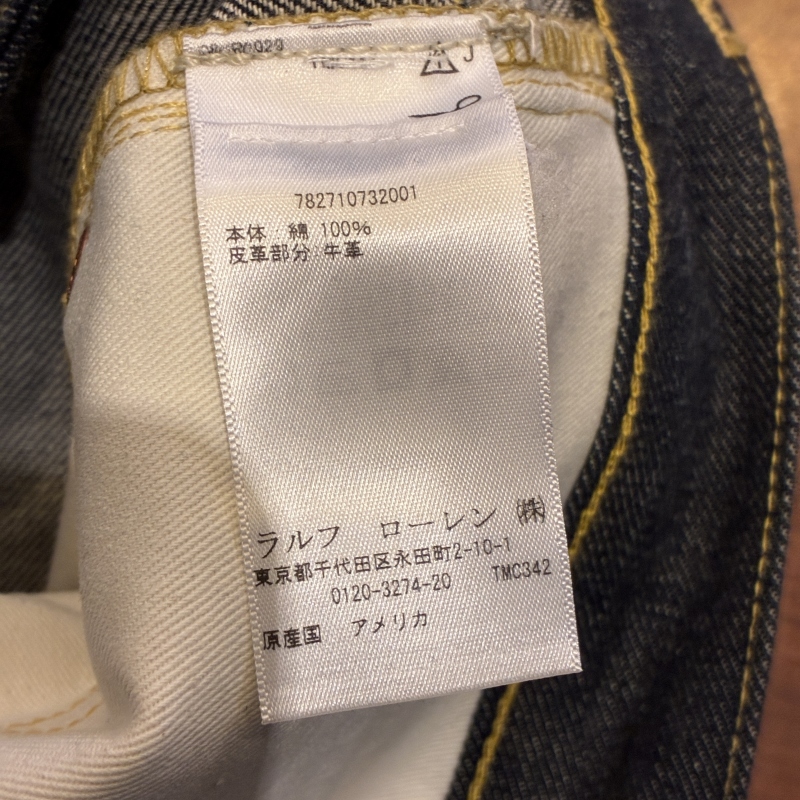 782710732001
本体 綿 100%
皮革部分:牛革
ラルフ ローレン ㈱
東京都千代田区永田町2-10-1
0120-3274-20 TMC342
原産国 アメリカ